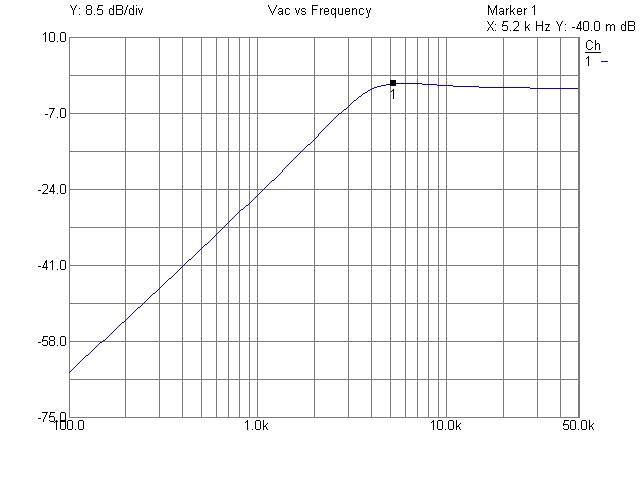 Y: 8.5 dB/div Vac vs Frequency Marker 1
X: 5.2 k Hz Y: -40.0 m dB
10.0
Ch
1 –
1
-7.0
-24.0
-41.0
-58.0
-75.0
100.0 1.0k 10.0k 50.0k